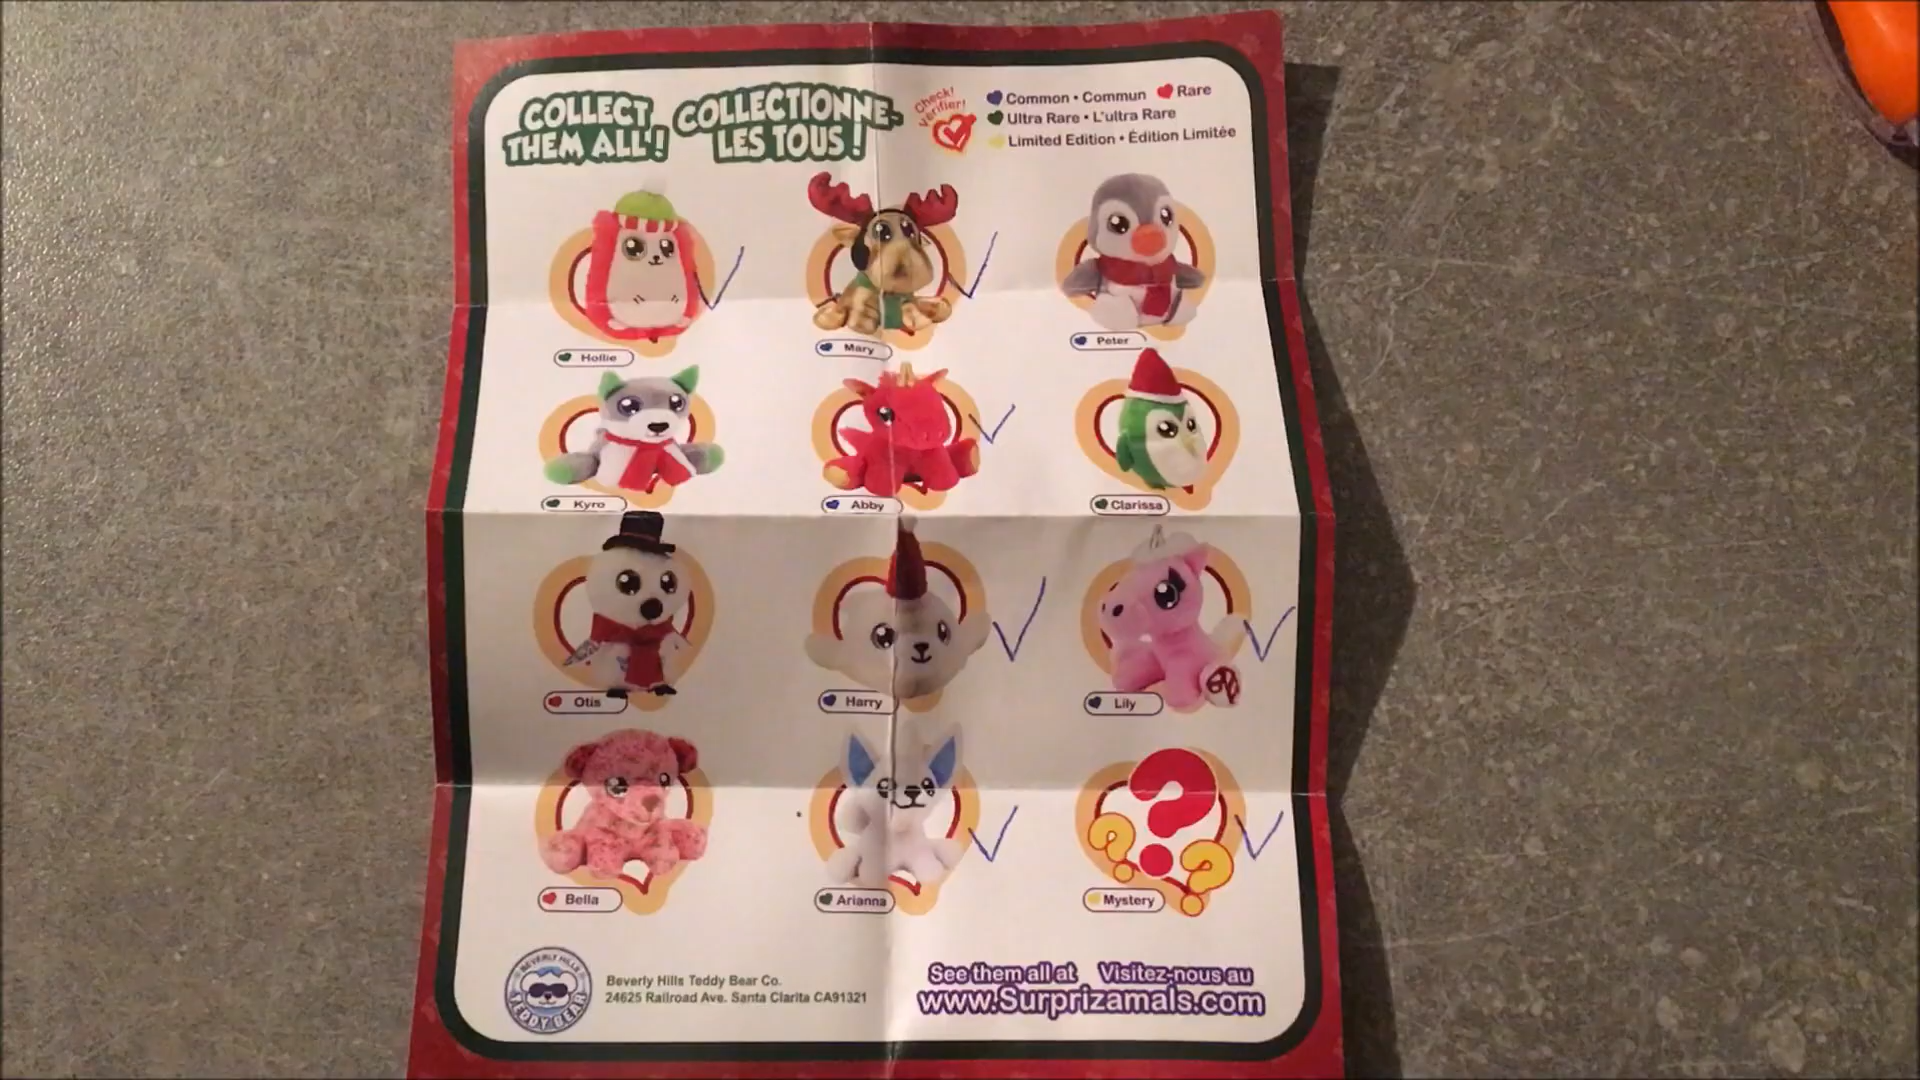 COLLECT
THEM ALL!
COLLECTIONNE-
LES TOUS!
Check!
Vérifier!
Common • Commun Rare
Ultra Rare • L'ultra Rare
Limited Edition • Édition Limitée
Hollie
Mary
Peter
Kyro
Abby
Clarissa
Otis
Harry
Lily
Bella
Arianna
Mystery
BEVERLY HILLS
TEDDY BEAR
Beverly Hills Teddy Bear Co.
24625 Railroad Ave. Santa Clarita CA91321
See them all at Visitez-nous au
www.Surprizamals.com